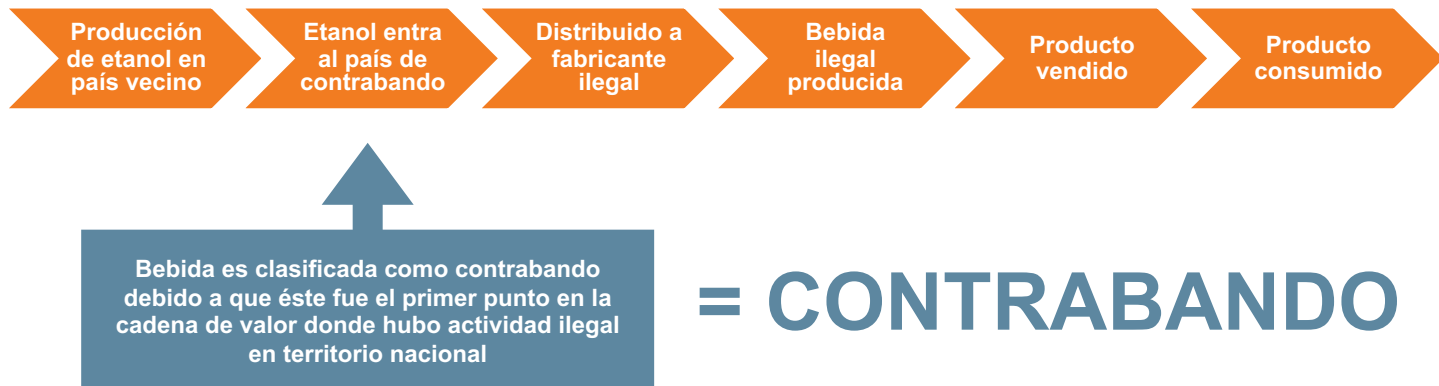 Producción
de etanol en
país vecino
Etanol entra
al país de
contrabando
Distribuido a
fabricante
ilegal
Bebida
ilegal
producida
Producto
vendido
Producto
consumido
Bebida es clasificada como contrabando
debido a que éste fue el primer punto en la
cadena de valor donde hubo actividad ilegal
en territorio nacional
= CONTRABANDO